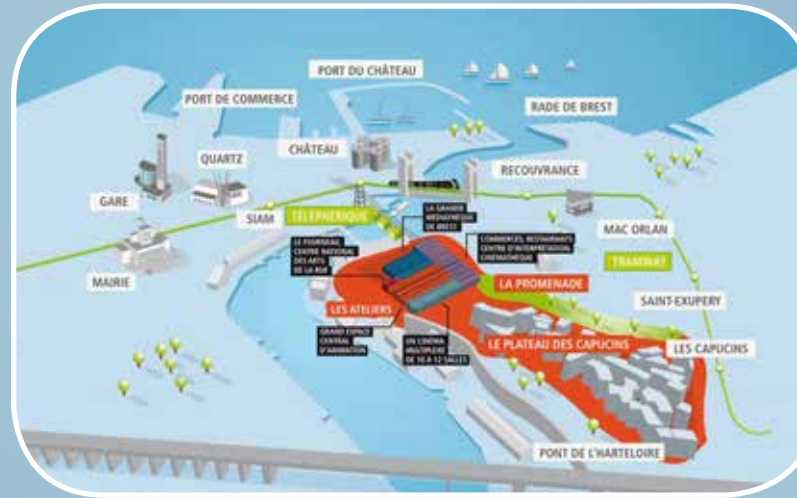 PORT DU CHÂTEAU
PORT DE COMMERCE
RADE DE BREST
CHÂTEAU
QUARTZ
RECOUVRANCE
GARE
SIAM
TÉLÉPHÉRIQUE
LA GRANDE
MÉDIATHÈQUE
DE BREST
MAC ORLAN
LE FOURNEAU,
CENTRE NATIONAL
DES ARTS
DE LA RUE
COMMERCES, RESTAURANTS
CENTRE D'INTERPRÉTATION
CINÉMATHÈQUE
TRAMWAY
MAIRIE
LA PROMENADE
SAINT-EXUPERY
LES ATELIERS
GRAND ESPACE
CENTRAL
D'ANIMATION
UN CINÉMA
MULTIPLEXE
DE 10 À 12 SALLES
LE PLATEAU DES CAPUCINS
LES CAPUCINS
PONT DE L'HARTELOIRE